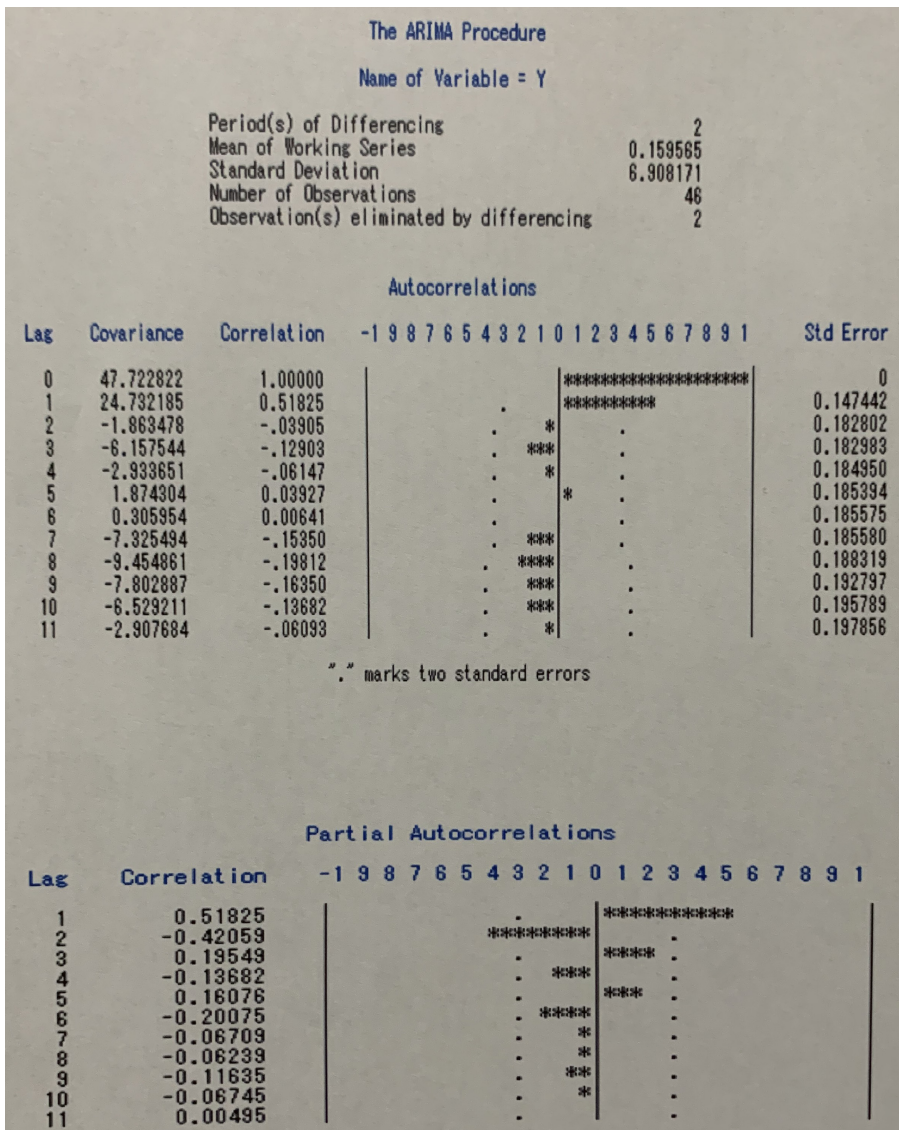 The ARIMA Procedure
Name of Variable = Y
Period(s) of Differencing 2
Mean of Working Series 0.159565
Standard Deviation 6.908171
Number of Observations 46
Observation(s) eliminated by differencing 2
Autocorrelations
Lag Covariance Correlation -1 9 8 7 6 5 4 3 2 1 0 1 2 3 4 5 6 7 8 9 1 Std Error
0 47.722822 1.00000 | |********************| 0
1 24.732185 0.51825 | . |********** | 0.147442
2 -1.863478 -.03905 | . *| . | 0.182802
3 -6.157544 -.12903 | . ***| . | 0.182983
4 -2.933651 -.06147 | . *| . | 0.184950
5 1.874304 0.03927 | . |* . | 0.185394
6 0.305954 0.00641 | . | . | 0.185575
7 -7.325494 -.15350 | . ***| . | 0.185580
8 -9.454861 -.19812 | . ****| . | 0.188319
9 -7.802887 -.16350 | . ***| . | 0.192797
10 -6.529211 -.13682 | . ***| . | 0.195789
11 -2.907684 -.06093 | . *| . | 0.197856
"." marks two standard errors
Partial Autocorrelations
Lag Correlation -1 9 8 7 6 5 4 3 2 1 0 1 2 3 4 5 6 7 8 9 1
1 0.51825 | . |********** |
2 -0.42059 | ********| . |
3 0.19549 | . |**** . |
4 -0.13682 | . ***| . |
5 0.16076 | . |*** . |
6 -0.20075 | . ****| . |
7 -0.06709 | . *| . |
8 -0.06239 | . *| . |
9 -0.11635 | . **| . |
10 -0.06745 | . *| . |
11 0.00495 | . | . |